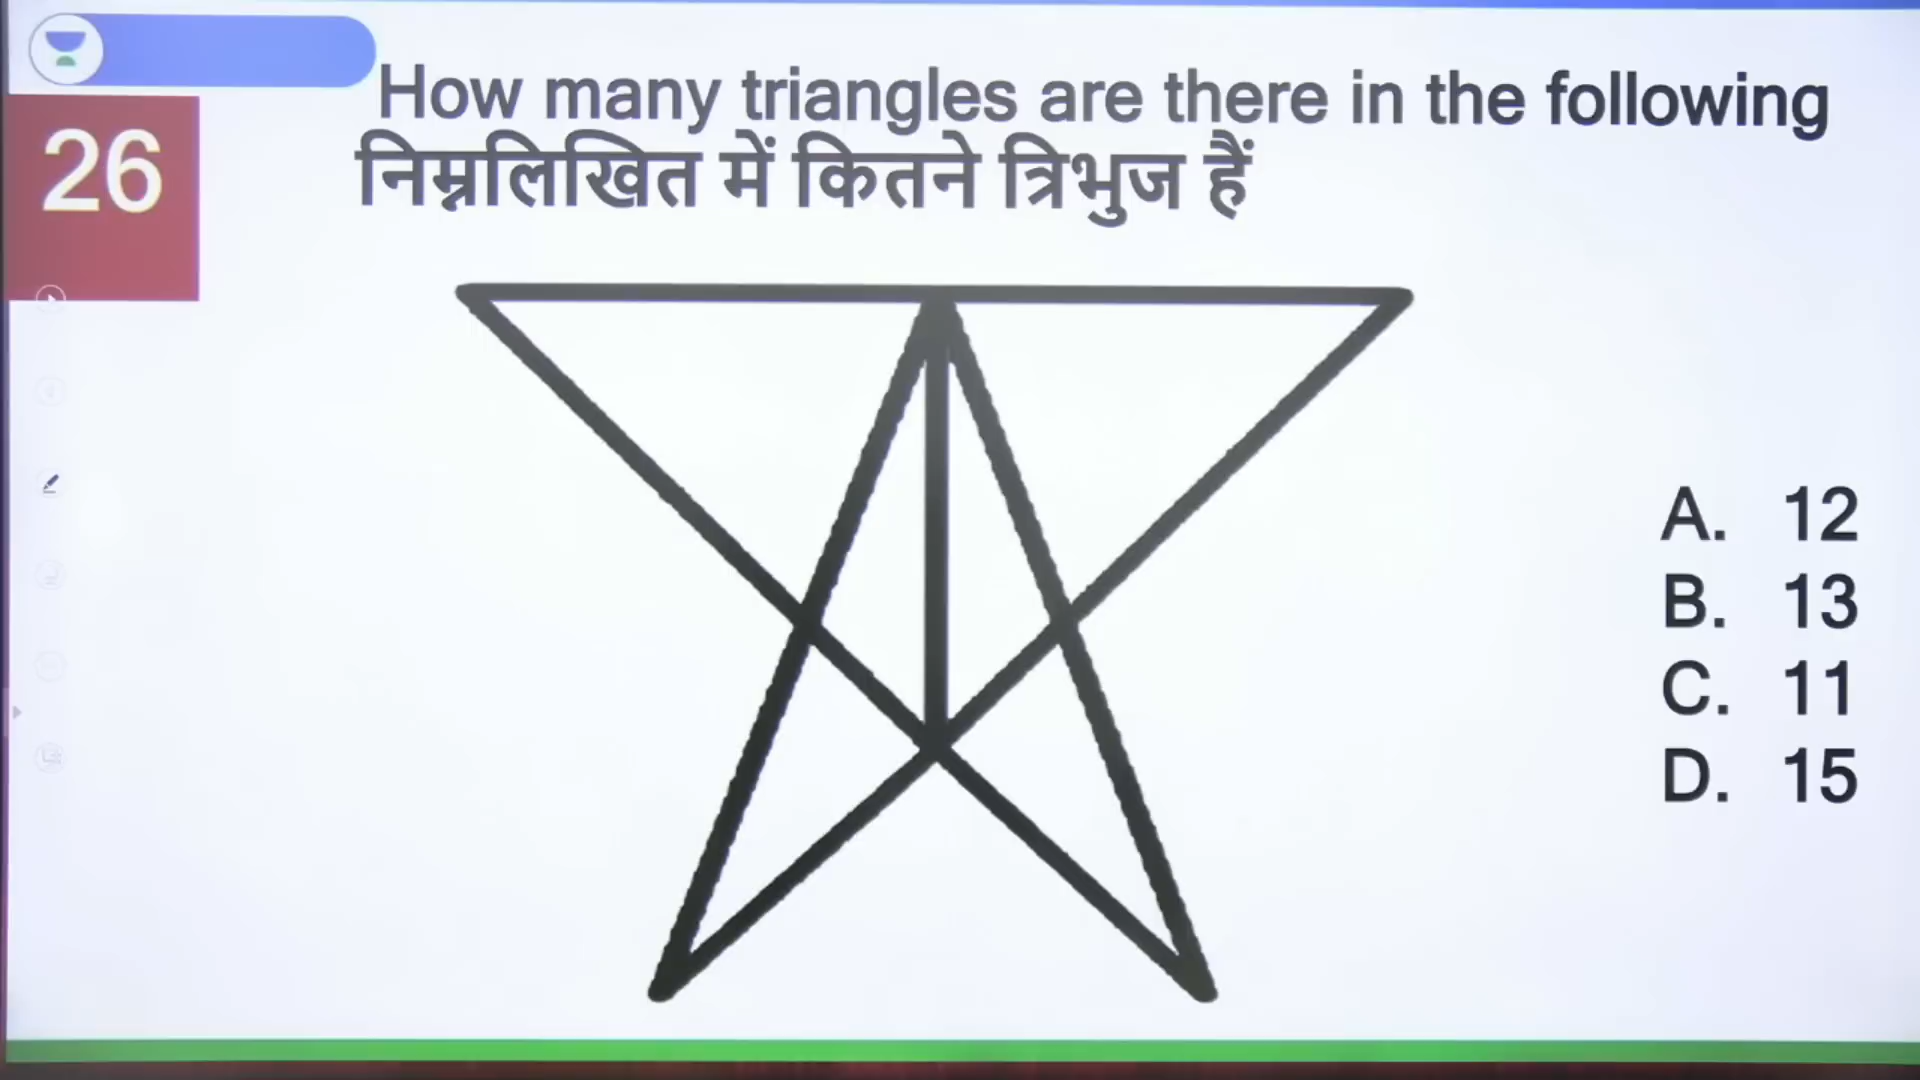 How many triangles are there in the following
निम्नलिखित में कितने त्रिभुज हैं
26
A. 12
B. 13
C. 11
D. 15